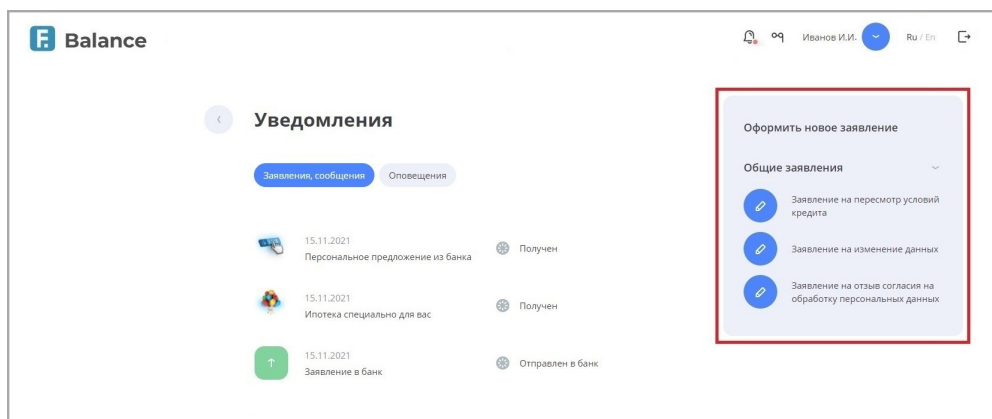 F. Balance
Иванов И.И.
Ru / En
Уведомления
Заявления, сообщения
Оповещения
15.11.2021
Персональное предложение из банка
Получен
15.11.2021
Ипотека специально для вас
Получен
15.11.2021
Заявление в банк
Отправлен в банк
Оформить новое заявление
Общие заявления
Заявление на пересмотр условий
кредита
Заявление на изменение данных
Заявление на отзыв согласия на
обработку персональных данных